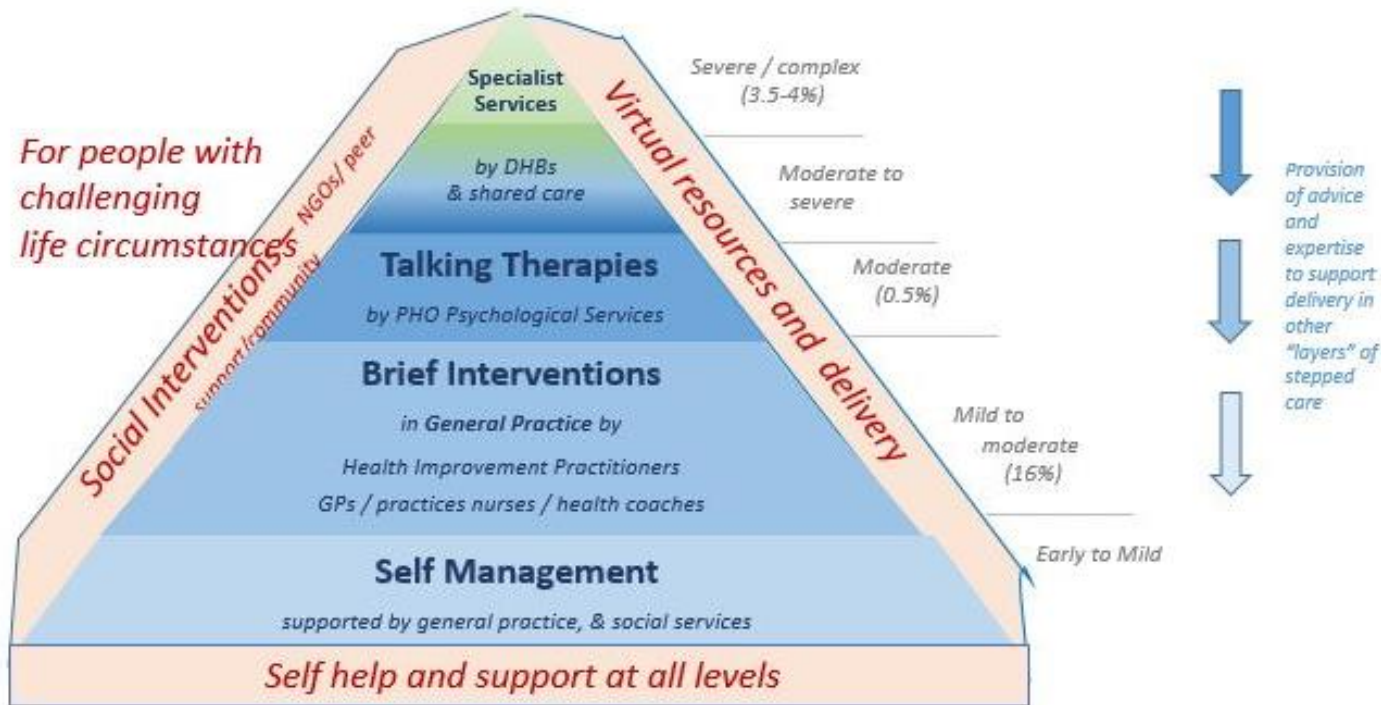 Specialist
Services
by DHBs
& shared care
Talking Therapies
by PHO Psychological Services
Brief Interventions
in General Practice by
Health Improvement Practitioners
GPs / practices nurses / health coaches
Self Management
supported by general practice, & social services
Self help and support at all levels
For people with
challenging
life circumstances
Social Interventions – NGOs/ peer
support /community
Virtual resources and delivery
Severe / complex
(3.5-4%)
Moderate to
severe
Moderate
(0.5%)
Mild to
moderate
(16%)
Early to Mild
Provision
of advice
and
expertise
to support
delivery in
other
"layers" of
stepped
care